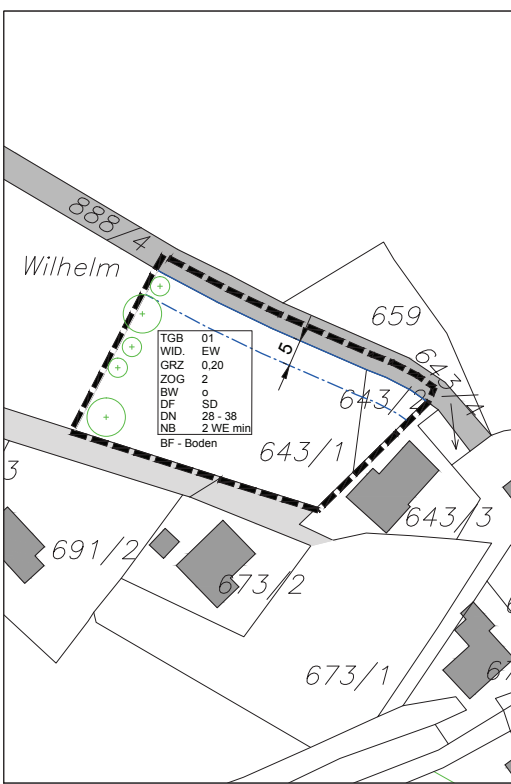 888/4
Wilhelm
659
643/4
5
TGB 01
WID. EW
GRZ 0,20
ZOG 2
BW o
DF SD
DN 28 - 38
NB 2 WE min
BF - Boden
643/2
643/1
3
643/3
691/2
673/2
673/1